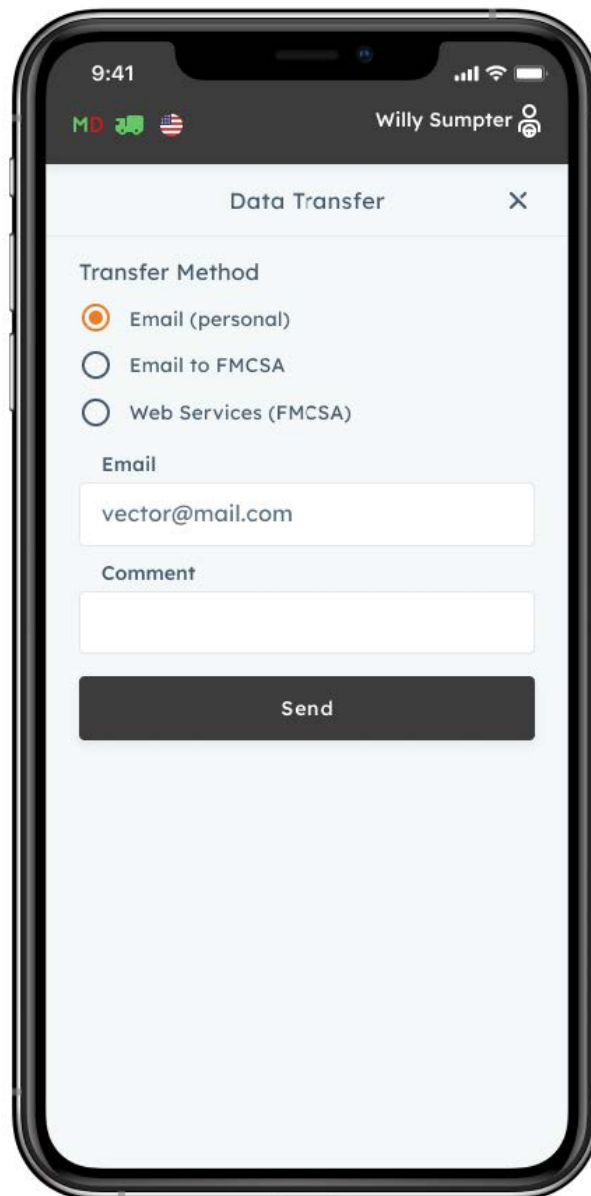 9:41
MD
Willy Sumpter
Data Transfer
Transfer Method
Email (personal)
Email to FMCSA
Web Services (FMCSA)
Email
vector@mail.com
Comment
Send